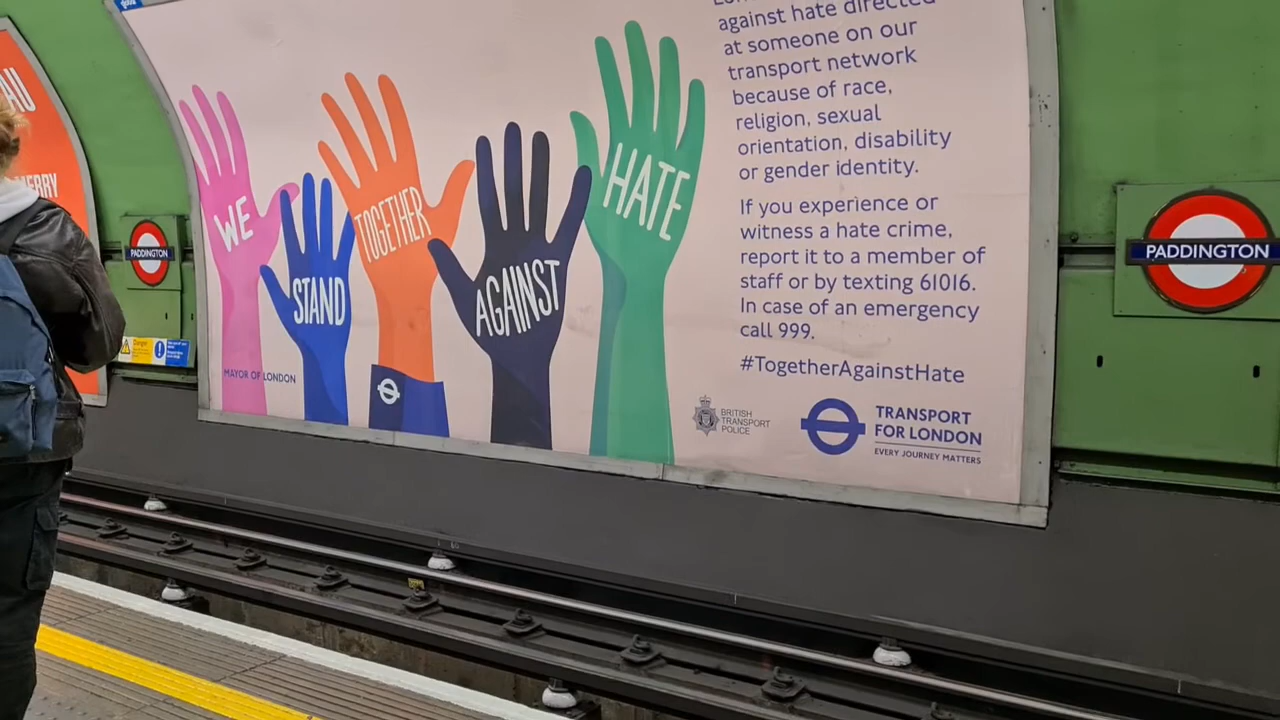 against hate directed
at someone on our
transport network
because of race,
religion, sexual
orientation, disability
or gender identity.
If you experience or
witness a hate crime,
report it to a member of
staff or by texting 61016.
In case of an emergency
call 999.
#TogetherAgainstHate
WE
STAND
TOGETHER
AGAINST
HATE
MAYOR OF LONDON
BRITISH
TRANSPORT
POLICE
TRANSPORT
FOR LONDON
EVERY JOURNEY MATTERS
PADDINGTON
PADDINGTON
Danger